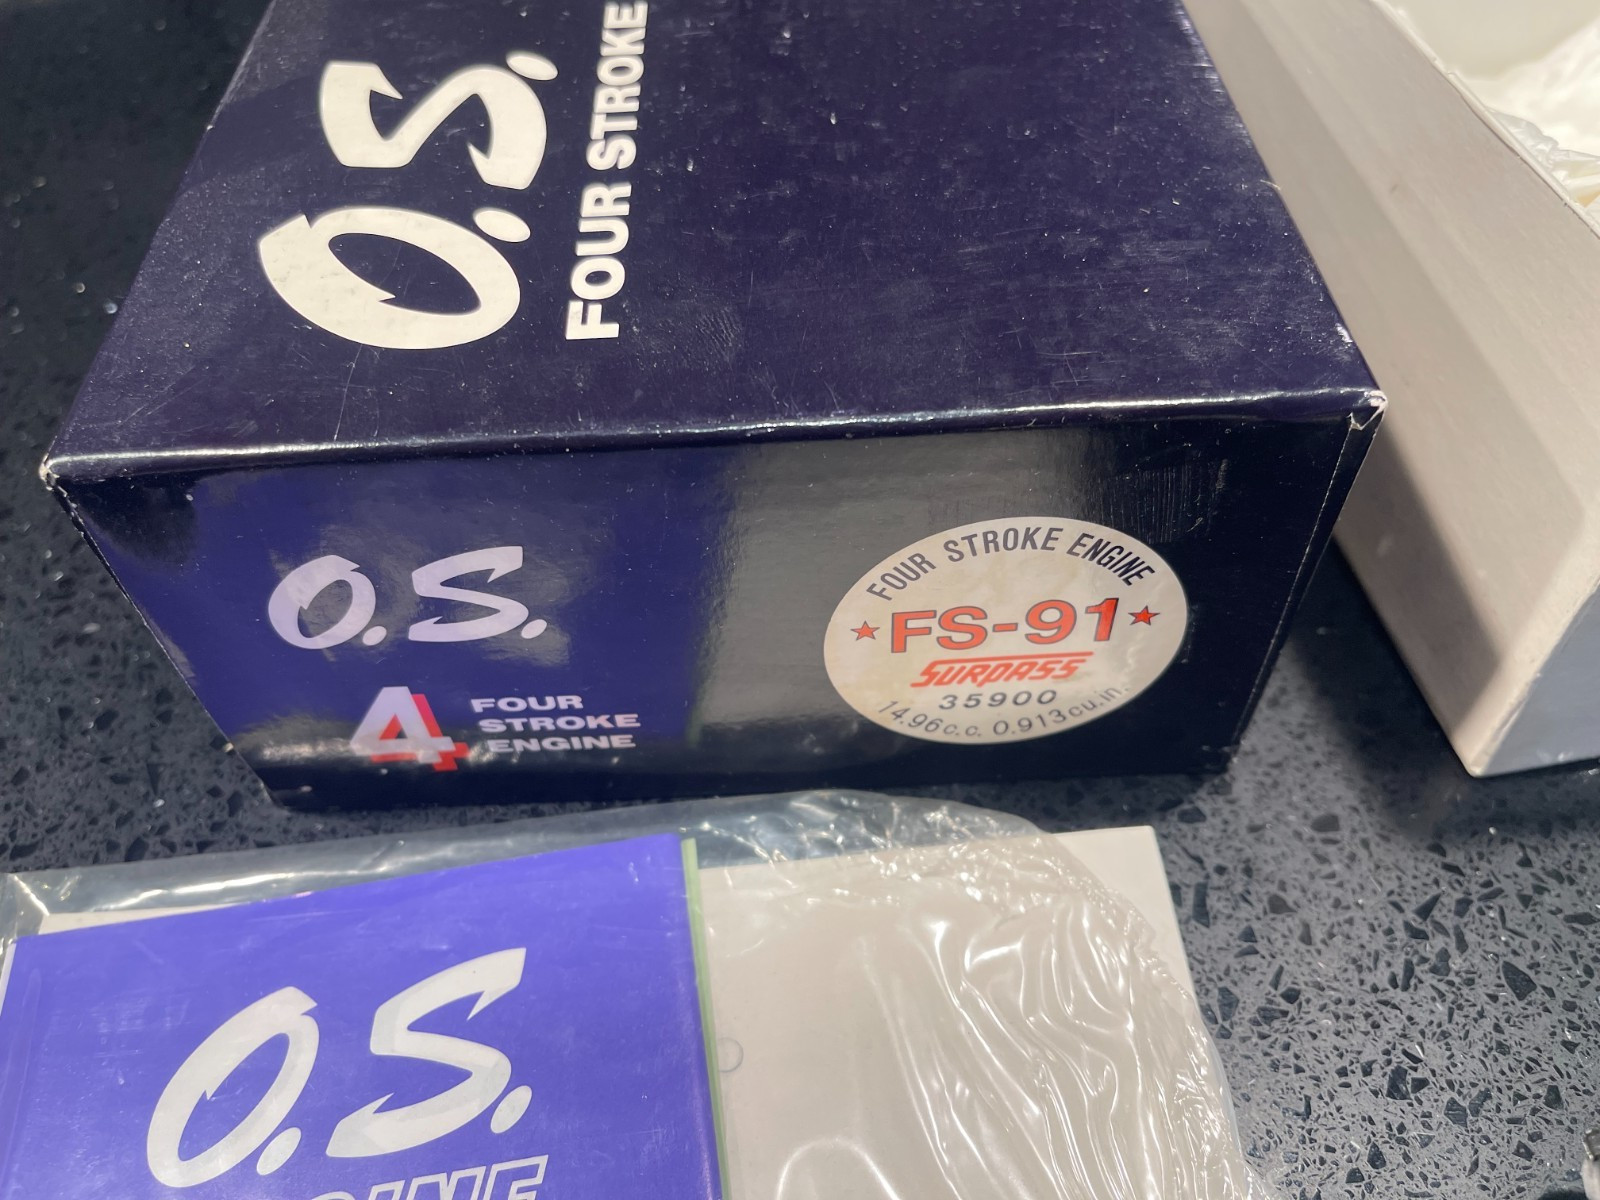 O.S.
FOUR STROKE
O.S.
4 FOUR
STROKE
ENGINE
FOUR STROKE ENGINE
★FS-91★
SURPASS
35900
14.96c.c. 0.913cu.in.
O.S.